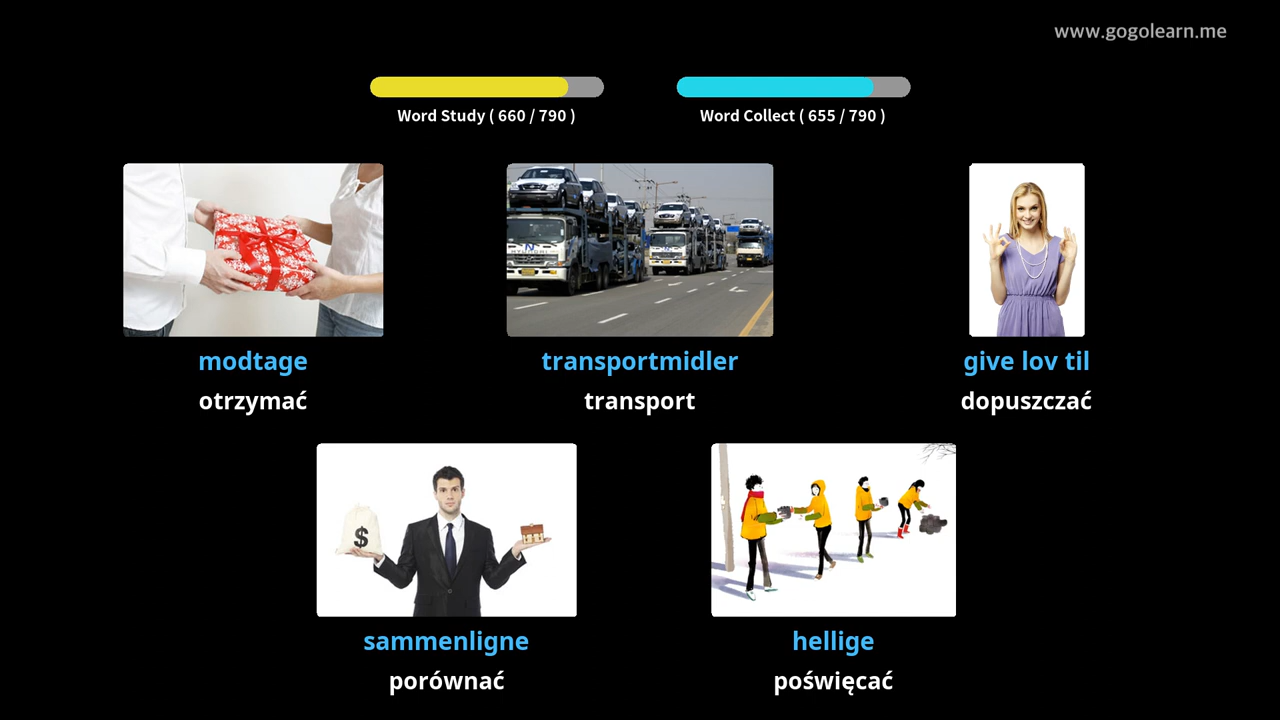 www.gogolearn.me
Word Study ( 660 / 790 )
Word Collect ( 655 / 790 )
modtage
otrzymać
transportmidler
transport
give lov til
dopuszczać
$
sammenligne
porównać
hellige
poświęcać